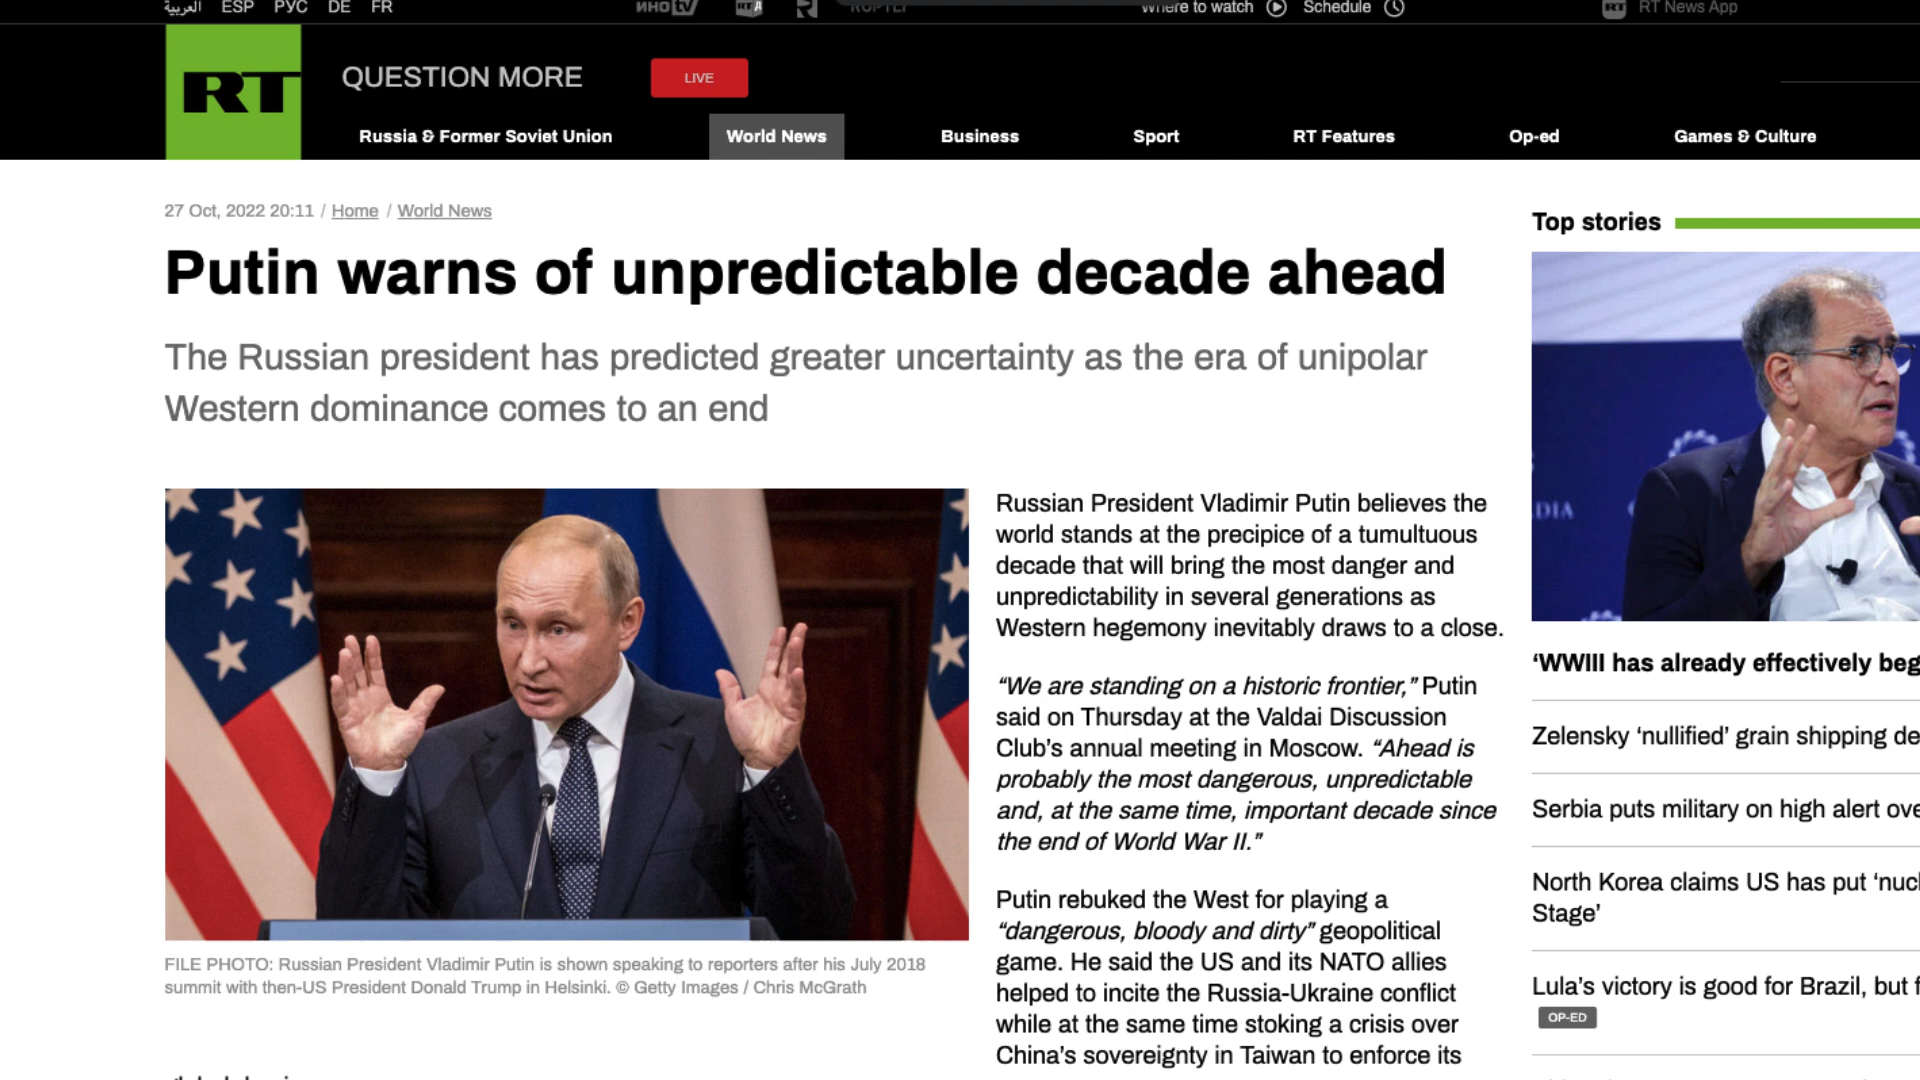 العربية ESP РУС DE FR ИНО tv RT RUPTLY Where to watch Schedule RT RT News App
RT QUESTION MORE LIVE
Russia & Former Soviet Union World News Business Sport RT Features Op-ed Games & Culture
27 Oct, 2022 20:11 / Home / World News
Putin warns of unpredictable decade ahead
The Russian president has predicted greater uncertainty as the era of unipolar
Western dominance comes to an end
FILE PHOTO: Russian President Vladimir Putin is shown speaking to reporters after his July 2018
summit with then-US President Donald Trump in Helsinki. © Getty Images / Chris McGrath
Russian President Vladimir Putin believes the
world stands at the precipice of a tumultuous
decade that will bring the most danger and
unpredictability in several generations as
Western hegemony inevitably draws to a close.
“We are standing on a historic frontier,” Putin
said on Thursday at the Valdai Discussion
Club’s annual meeting in Moscow. “Ahead is
probably the most dangerous, unpredictable
and, at the same time, important decade since
the end of World War II.”
Putin rebuked the West for playing a
“dangerous, bloody and dirty” geopolitical
game. He said the US and its NATO allies
helped to incite the Russia-Ukraine conflict
while at the same time stoking a crisis over
China’s sovereignty in Taiwan to enforce its
Top stories
DIA
‘WWIII has already effectively beg
Zelensky ‘nullified’ grain shipping de
Serbia puts military on high alert ove
North Korea claims US has put ‘nucl
Stage’
Lula’s victory is good for Brazil, but f
OP-ED